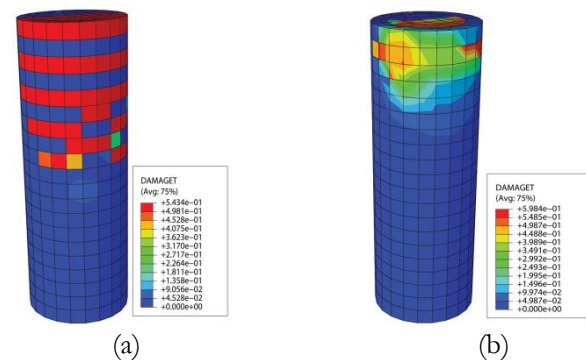 DAMAGET
(Avg: 75%)
+5.434e−01
+4.981e−01
+4.528e−01
+4.075e−01
+3.623e−01
+3.170e−01
+2.717e−01
+2.264e−01
+1.811e−01
+1.358e−01
+9.056e−02
+4.528e−02
+0.000e+00
(a)
DAMAGET
(Avg: 75%)
+5.984e−01
+5.485e−01
+4.987e−01
+4.488e−01
+3.989e−01
+3.491e−01
+2.992e−01
+2.493e−01
+1.995e−01
+1.496e−01
+9.974e−02
+4.987e−02
+0.000e+00
(b)